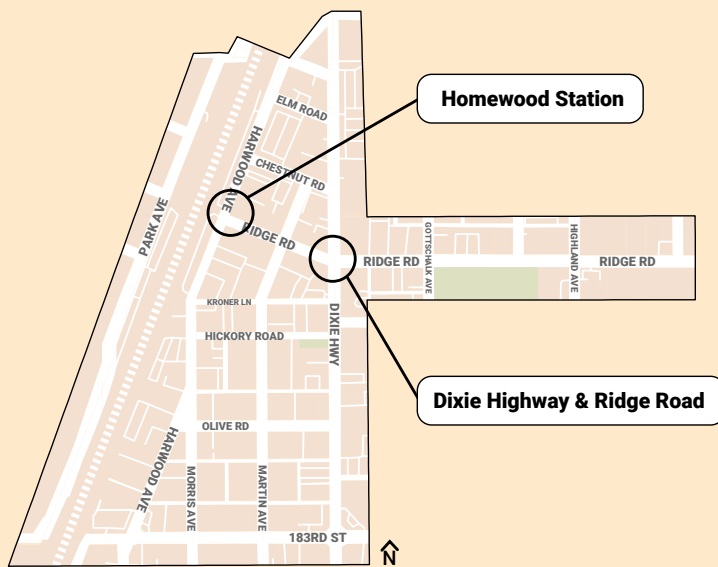 Homewood Station
ELM ROAD
HARWOOD AVE
CHESTNUT RD
PARK AVE
RIDGE RD
RIDGE RD
GOTTSCHALK AVE
HIGHLAND AVE
RIDGE RD
KRONER LN
DIXIE HWY
HICKORY ROAD
Dixie Highway & Ridge Road
OLIVE RD
HARWOOD AVE
MORRIS AVE
MARTIN AVE
183RD ST
N